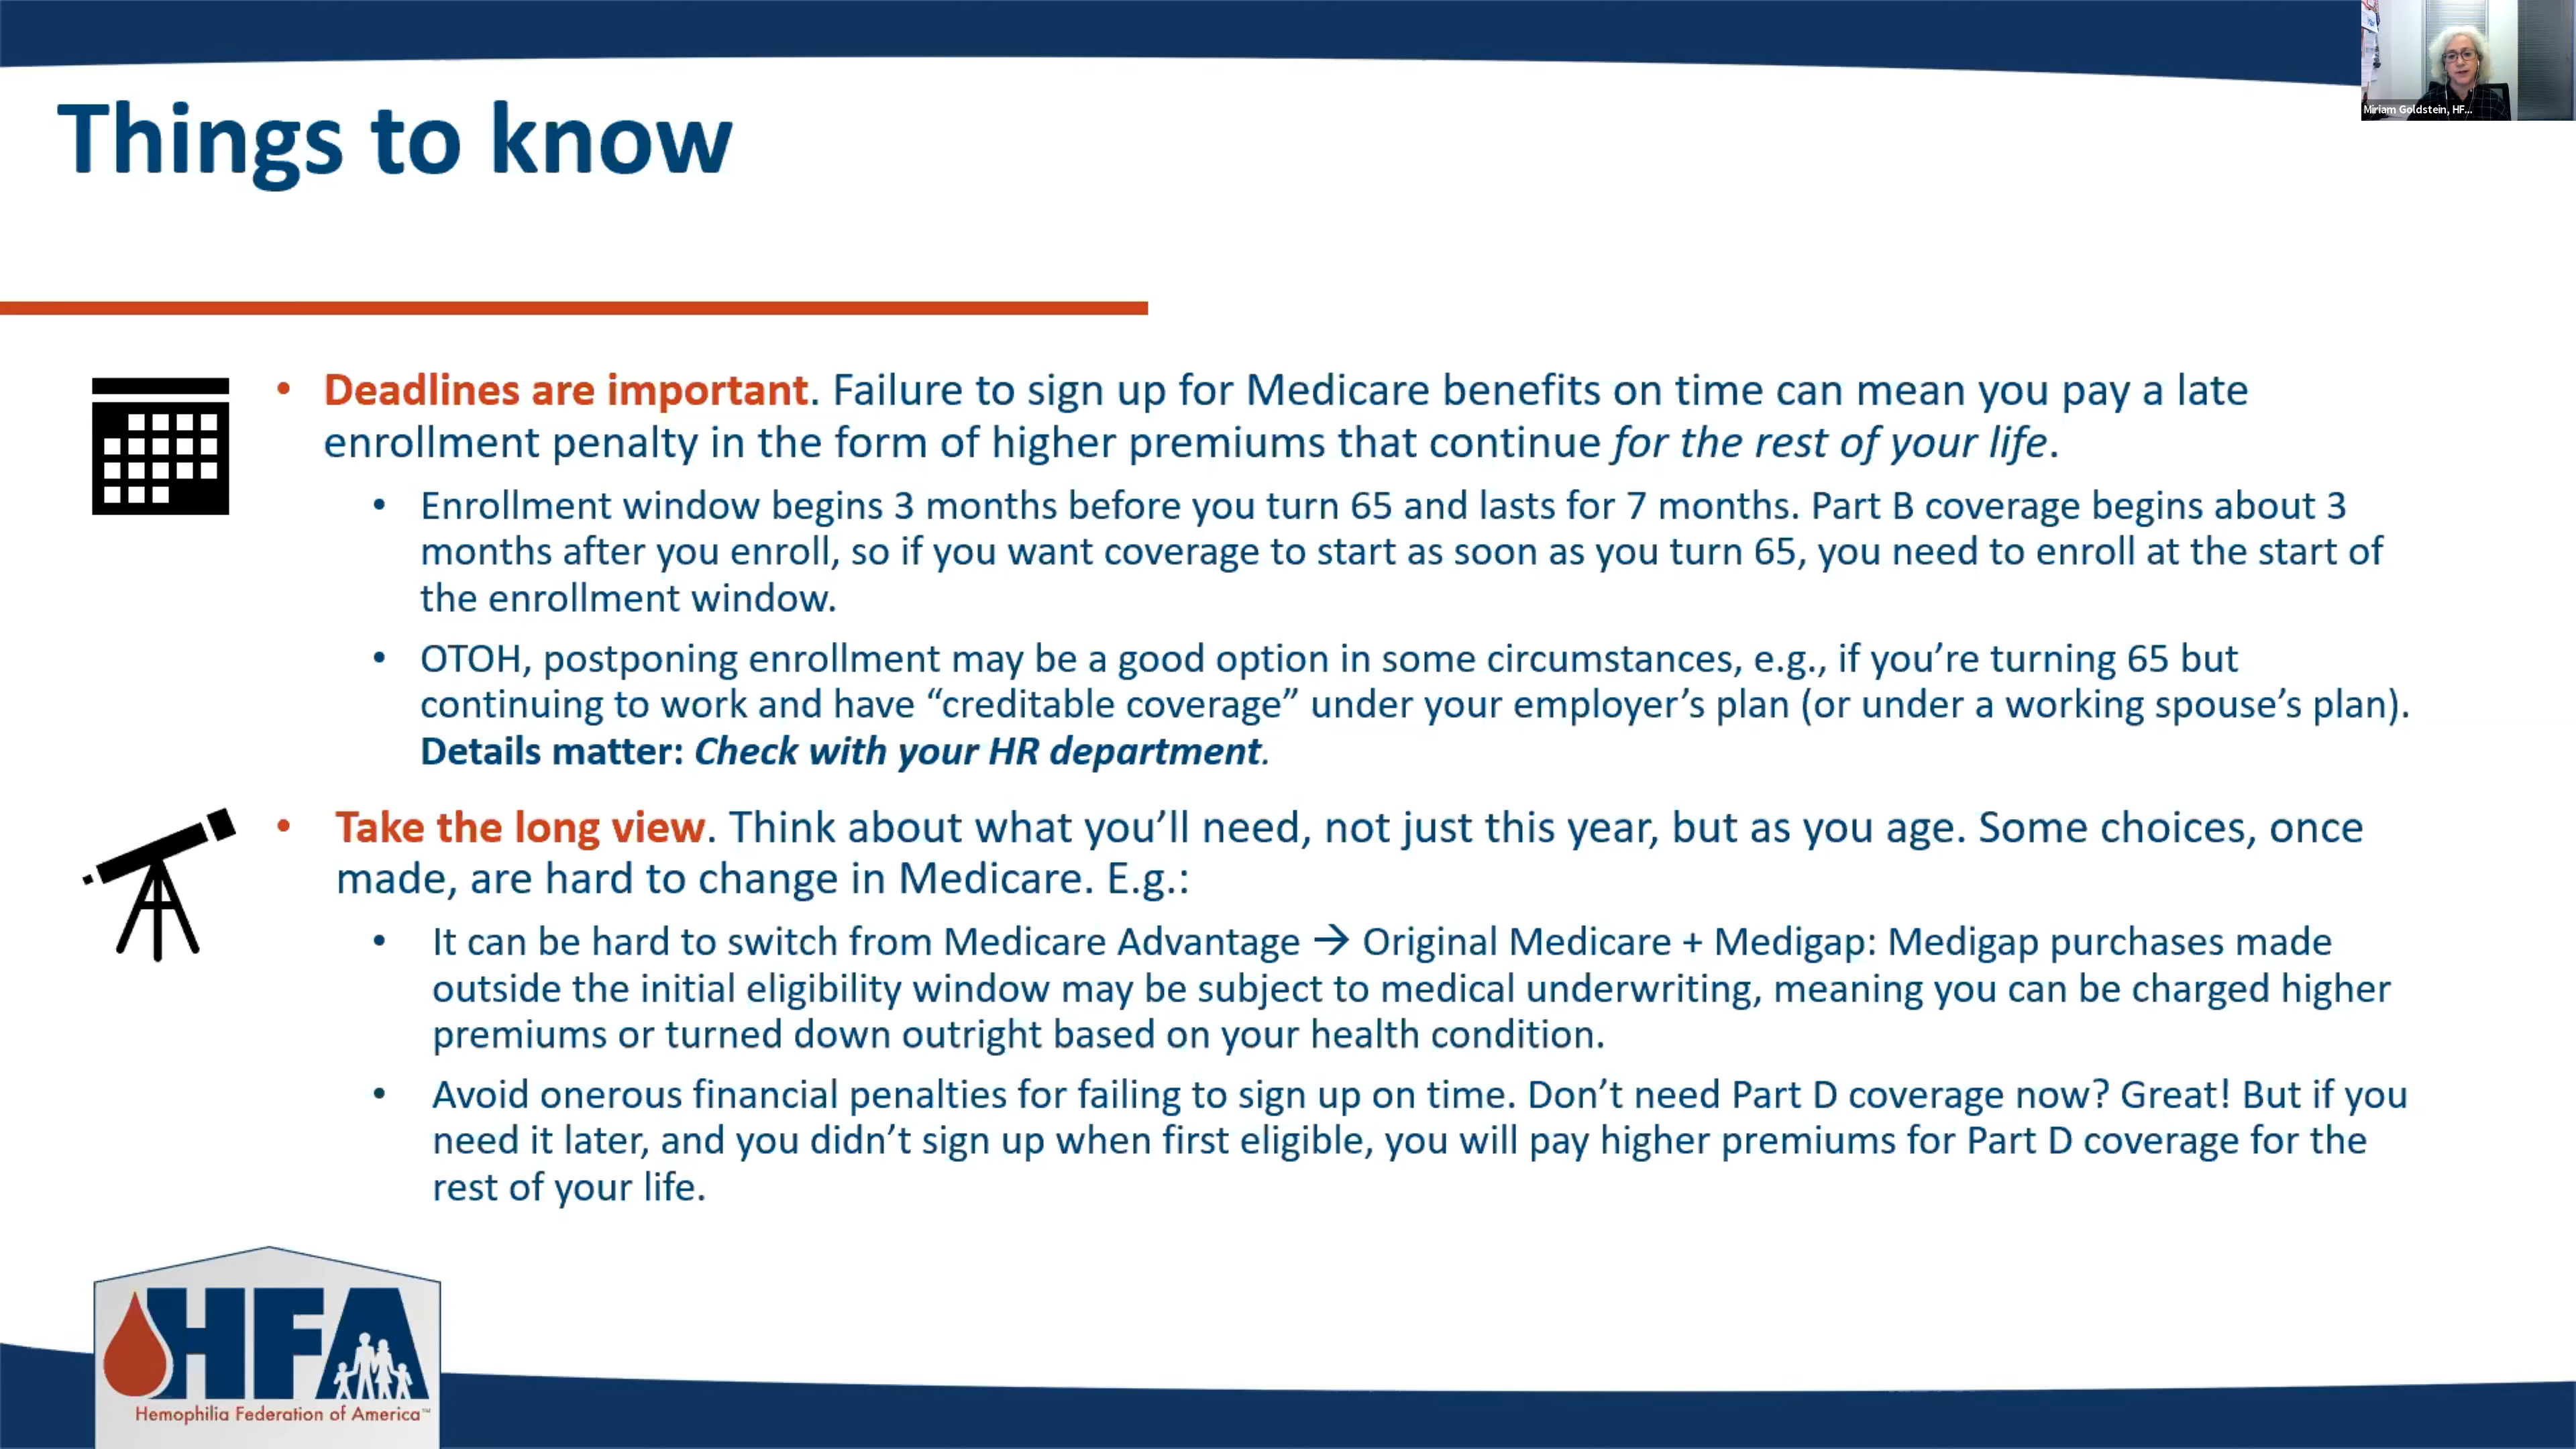 Miriam Goldstein, HF...
Things to know
• Deadlines are important. Failure to sign up for Medicare benefits on time can mean you pay a late
enrollment penalty in the form of higher premiums that continue for the rest of your life.
• Enrollment window begins 3 months before you turn 65 and lasts for 7 months. Part B coverage begins about 3
months after you enroll, so if you want coverage to start as soon as you turn 65, you need to enroll at the start of
the enrollment window.
• OTOH, postponing enrollment may be a good option in some circumstances, e.g., if you’re turning 65 but
continuing to work and have “creditable coverage” under your employer’s plan (or under a working spouse’s plan).
Details matter: Check with your HR department.
• Take the long view. Think about what you’ll need, not just this year, but as you age. Some choices, once
made, are hard to change in Medicare. E.g.:
• It can be hard to switch from Medicare Advantage → Original Medicare + Medigap: Medigap purchases made
outside the initial eligibility window may be subject to medical underwriting, meaning you can be charged higher
premiums or turned down outright based on your health condition.
• Avoid onerous financial penalties for failing to sign up on time. Don’t need Part D coverage now? Great! But if you
need it later, and you didn’t sign up when first eligible, you will pay higher premiums for Part D coverage for the
rest of your life.
HFA
Hemophilia Federation of America™